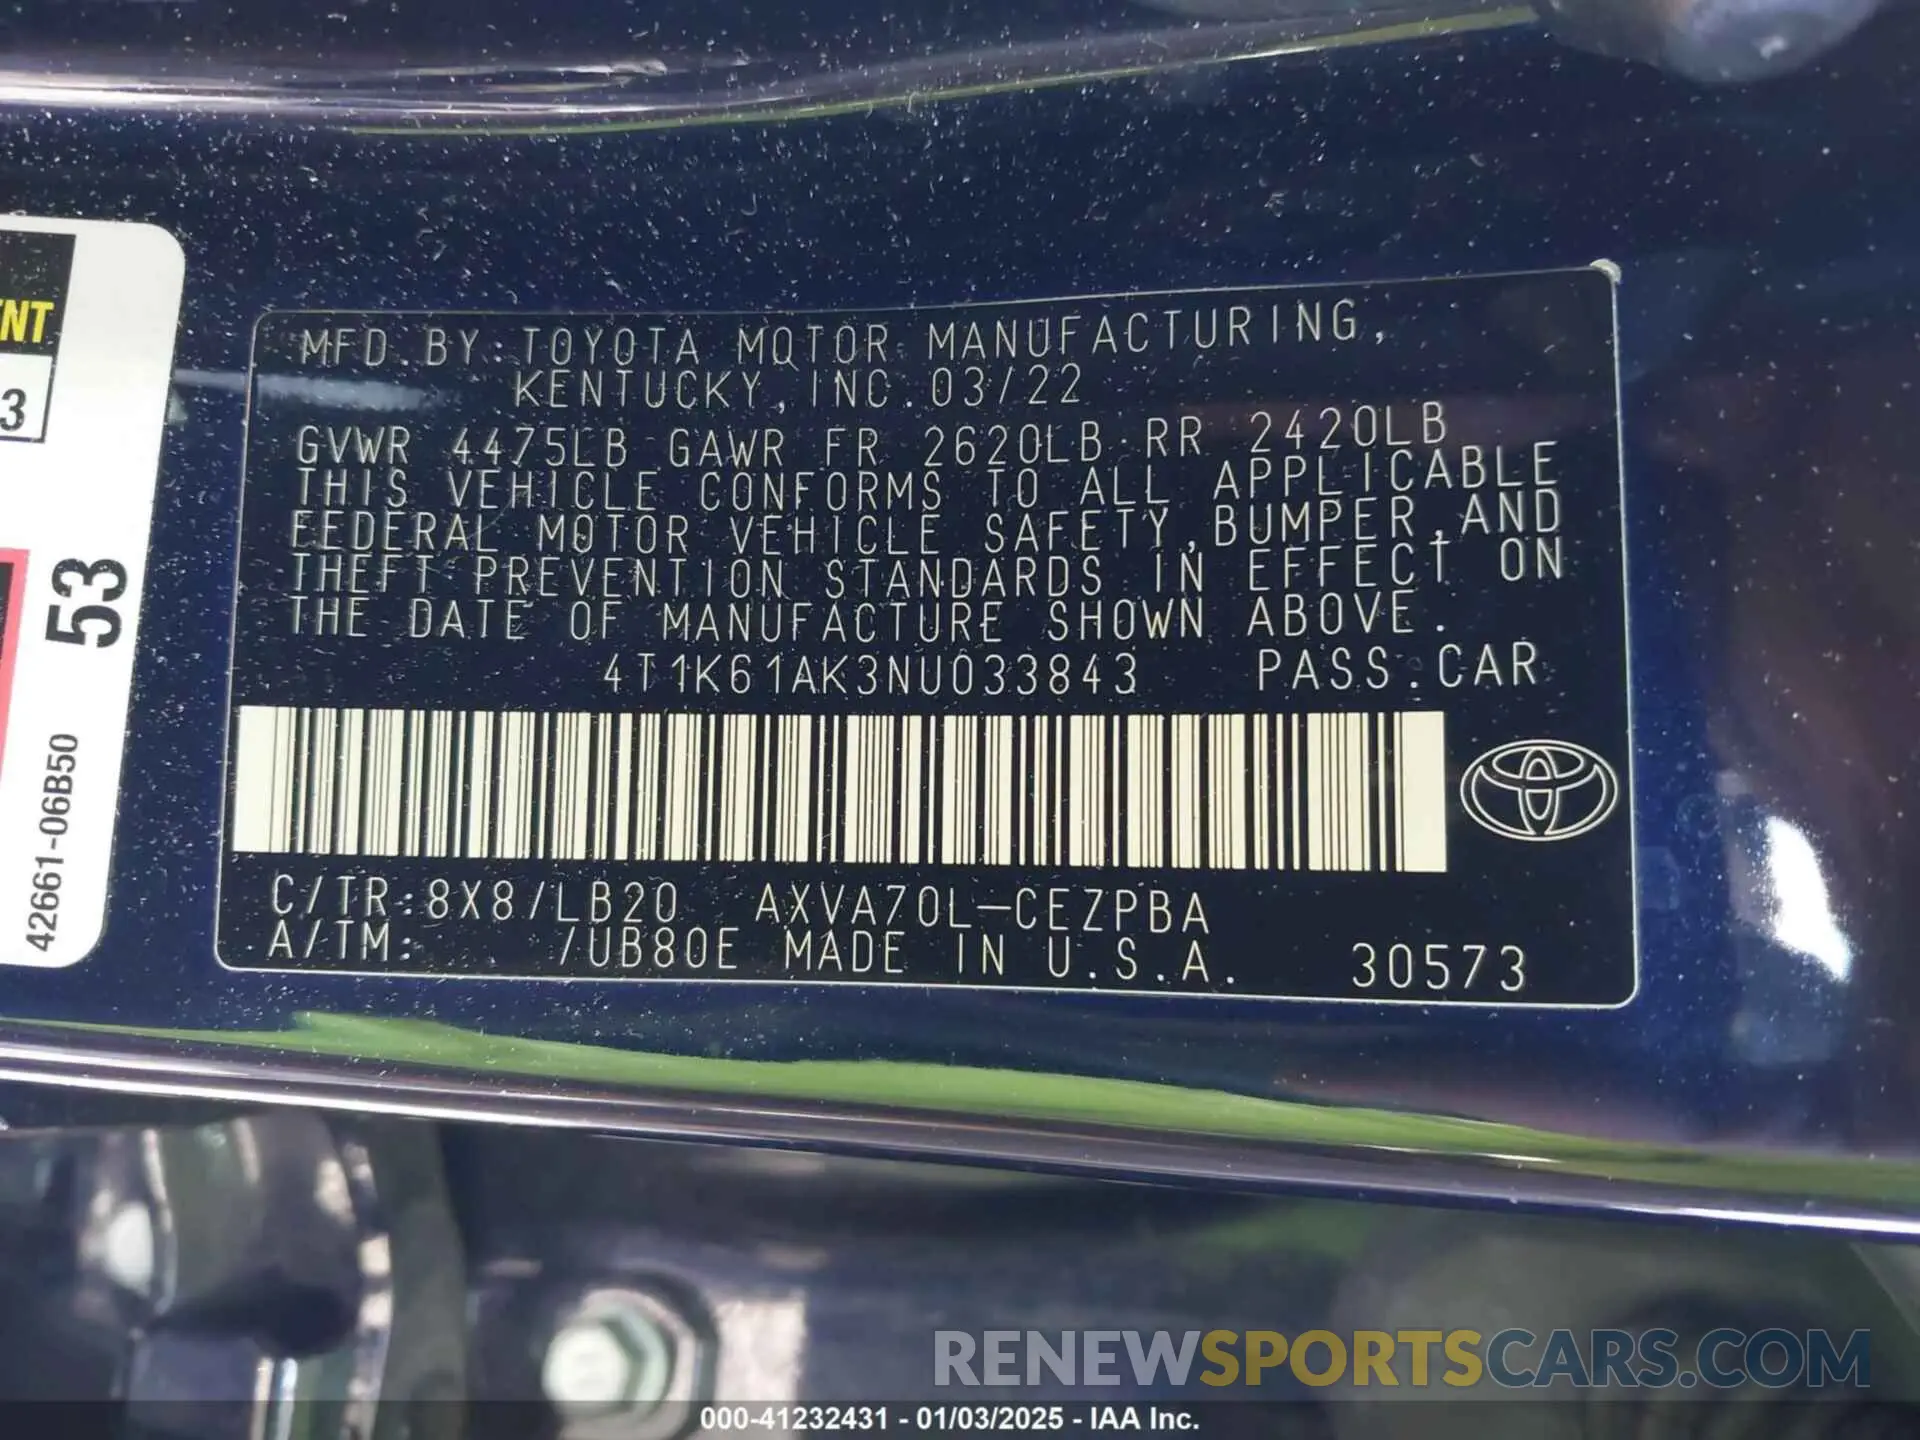 MFD BY:TOYOTA MOTOR MANUFACTURING,
KENTUCKY,INC. 03/22
GVWR 4475LB GAWR FR 2620LB RR 2420LB
THIS VEHICLE CONFORMS TO ALL APPLICABLE
FEDERAL MOTOR VEHICLE SAFETY,BUMPER,AND
THEFT PREVENTION STANDARDS IN EFFECT ON
THE DATE OF MANUFACTURE SHOWN ABOVE.
4T1K61AK3NU033843 PASS.CAR
C/TR:8X8/LB20 AXVA70L-CEZPBA
A/TM: /UB80E MADE IN U.S.A. 30573
NT
3
53
42661-06B50
RENEWSPORTSCARS.COM
000-41232431 - 01/03/2025 - IAA Inc.